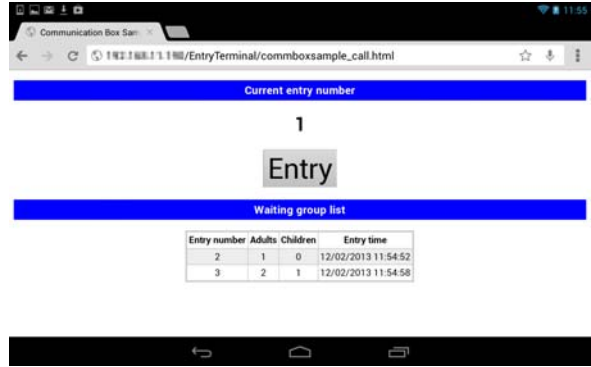 11:55
Communication Box Sam
/EntryTerminal/commboxsample_call.html
Current entry number
1
Entry
Waiting group list
Entry number Adults Children Entry time
2 1 0 12/02/2013 11:54:52
3 2 1 12/02/2013 11:54:58